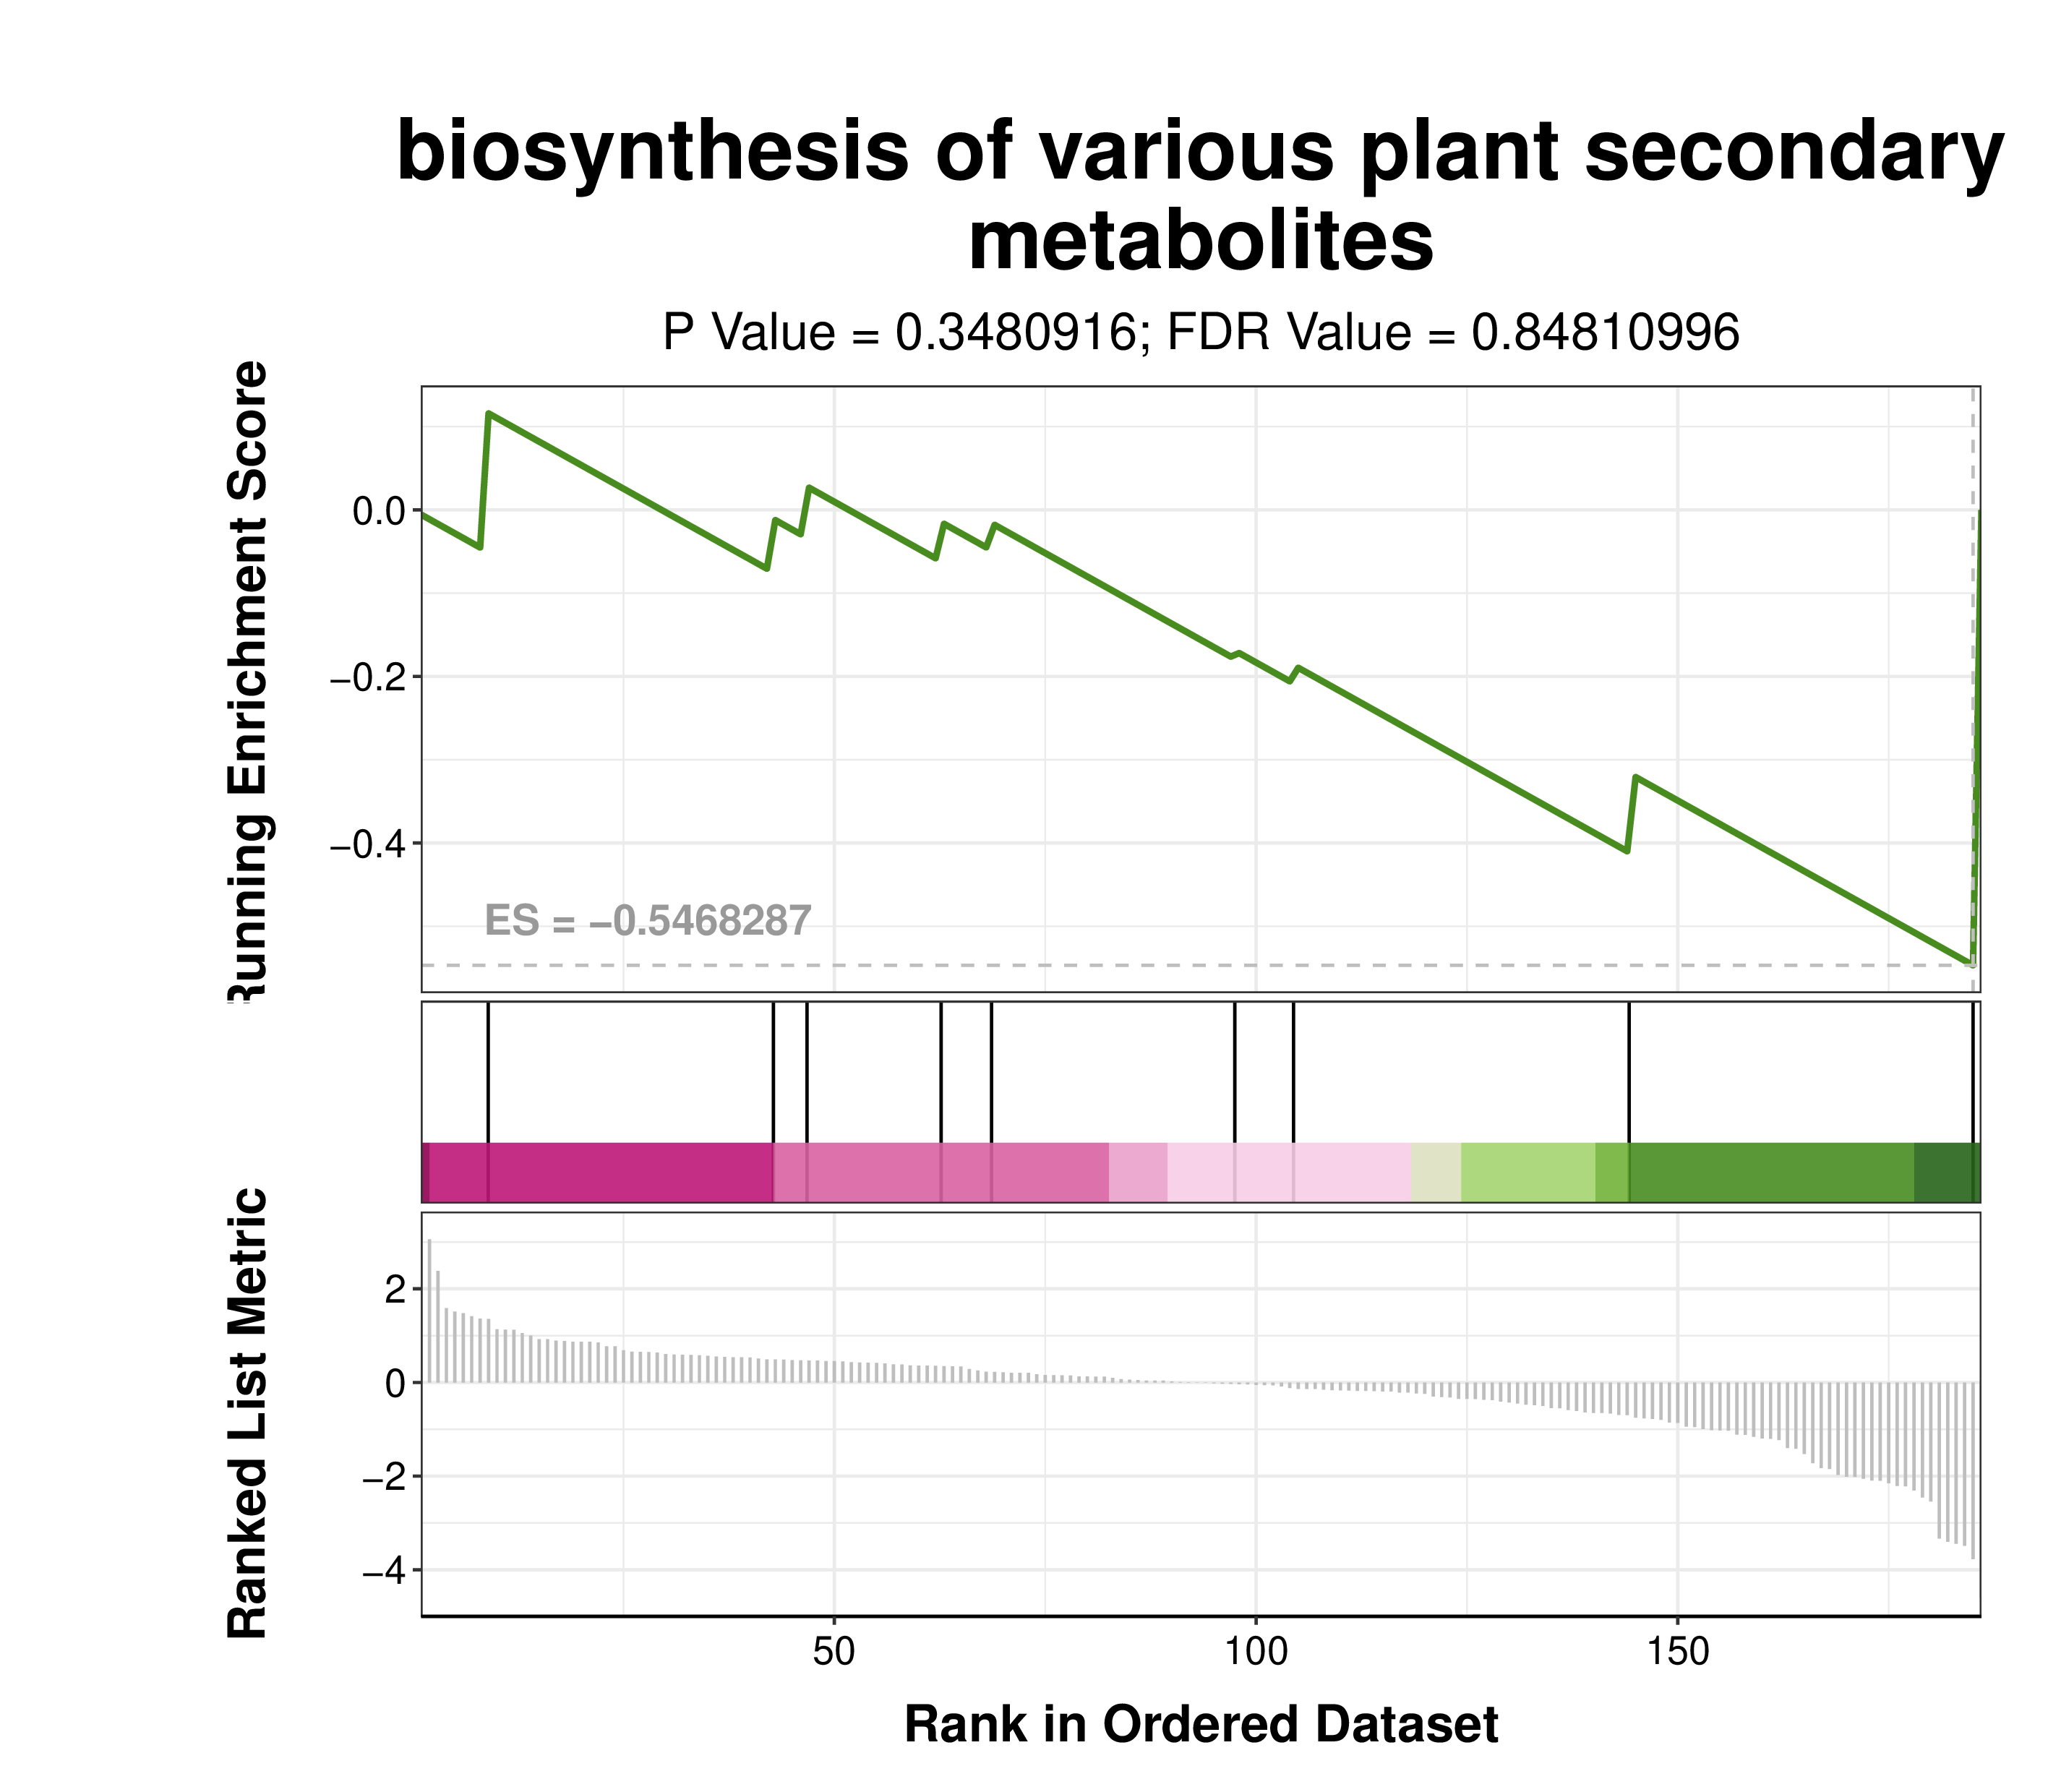 biosynthesis of various plant secondary
metabolites
P Value = 0.3480916; FDR Value = 0.84810996
Running Enrichment Score
0.0
−0.2
−0.4
ES = −0.5468287
Ranked List Metric
2
0
−2
−4
50
100
150
Rank in Ordered Dataset